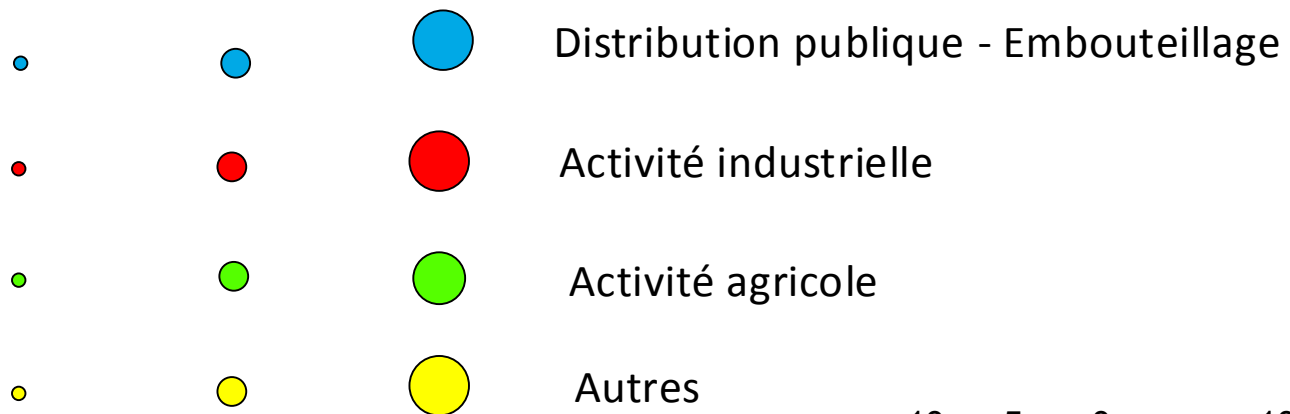 Distribution publique - Embouteillage
Activité industrielle
Activité agricole
Autres